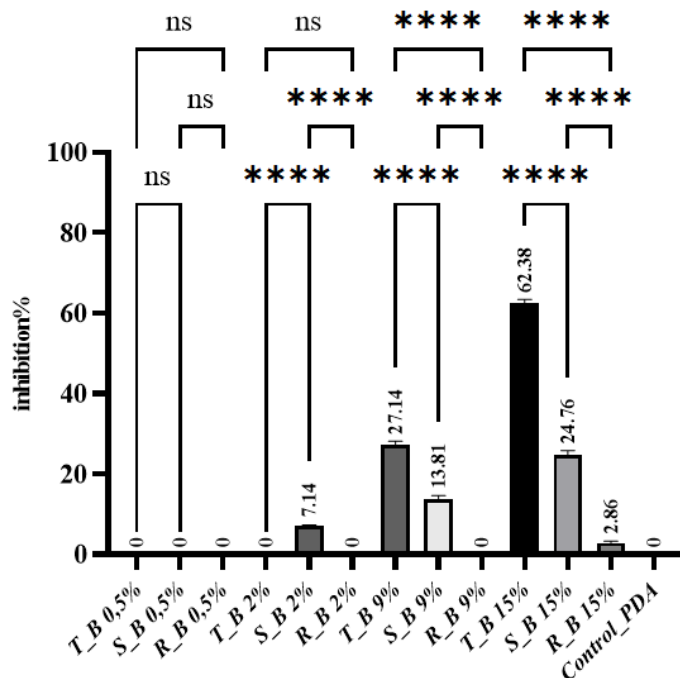 ns ns **** ****
ns **** **** ****
ns **** **** ****
inhibition%
100
80
60
40
20
0
0 0 0 0 7.14 0 27.14 13.81 0 62.38 24.76 2.86 0
T_B 0,5%
S_B 0,5%
R_B 0,5%
T_B 2%
S_B 2%
R_B 2%
T_B 9%
S_B 9%
R_B 9%
T_B 15%
S_B 15%
R_B 15%
Control_PDA